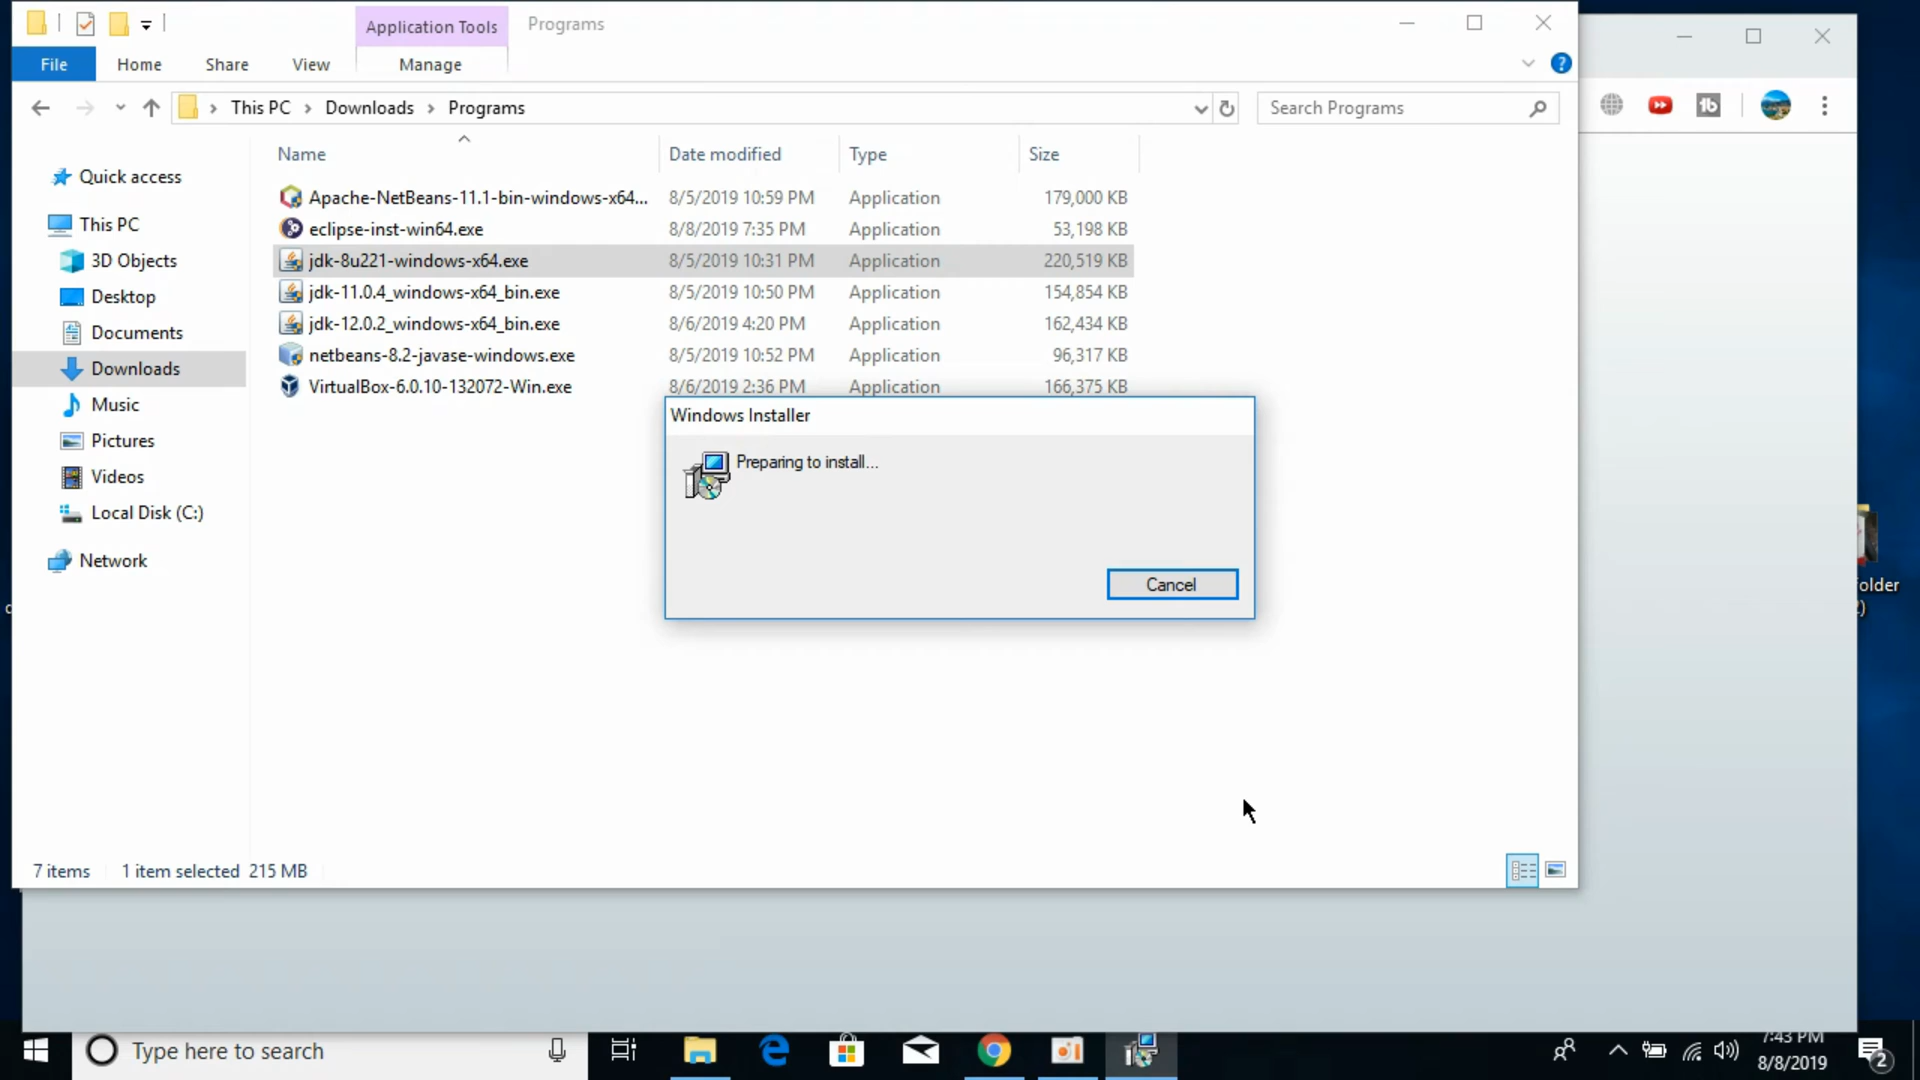 Application Tools
Programs
File
Home
Share
View
Manage
This PC
Downloads
Programs
Search Programs
Name
Date modified
Type
Size
Quick access
This PC
3D Objects
Desktop
Documents
Downloads
Music
Pictures
Videos
Local Disk (C:)
Network
Apache-NetBeans-11.1-bin-windows-x64... 8/5/2019 10:59 PM Application 179,000 KB
eclipse-inst-win64.exe 8/8/2019 7:35 PM Application 53,198 KB
jdk-8u221-windows-x64.exe 8/5/2019 10:31 PM Application 220,519 KB
jdk-11.0.4_windows-x64_bin.exe 8/5/2019 10:50 PM Application 154,854 KB
jdk-12.0.2_windows-x64_bin.exe 8/6/2019 4:20 PM Application 162,434 KB
netbeans-8.2-javase-windows.exe 8/5/2019 10:52 PM Application 96,317 KB
VirtualBox-6.0.10-132072-Win.exe 8/6/2019 2:36 PM Application 166,375 KB
Windows Installer
Preparing to install...
Cancel
older
7 items 1 item selected 215 MB
Type here to search
7:43 PM
8/8/2019
2